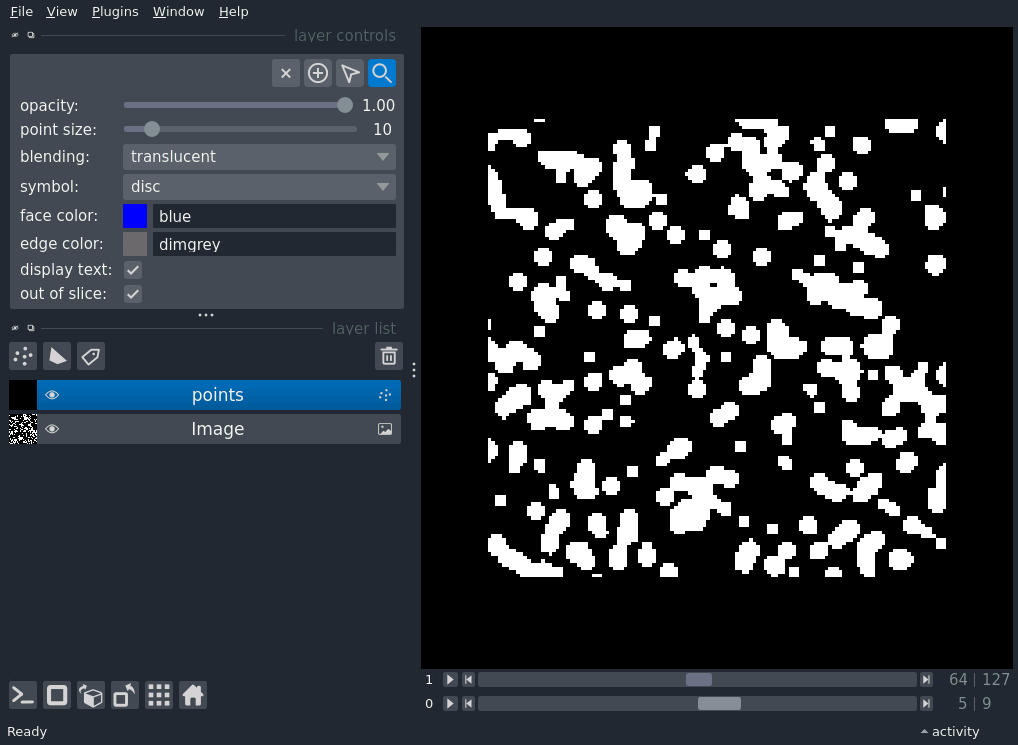 File View Plugins Window Help
layer controls
opacity: 1.00
point size: 10
blending: translucent
symbol: disc
face color: blue
edge color: dimgrey
display text:
out of slice:
layer list
points
Image
1 64 | 127
0 5 | 9
Ready activity